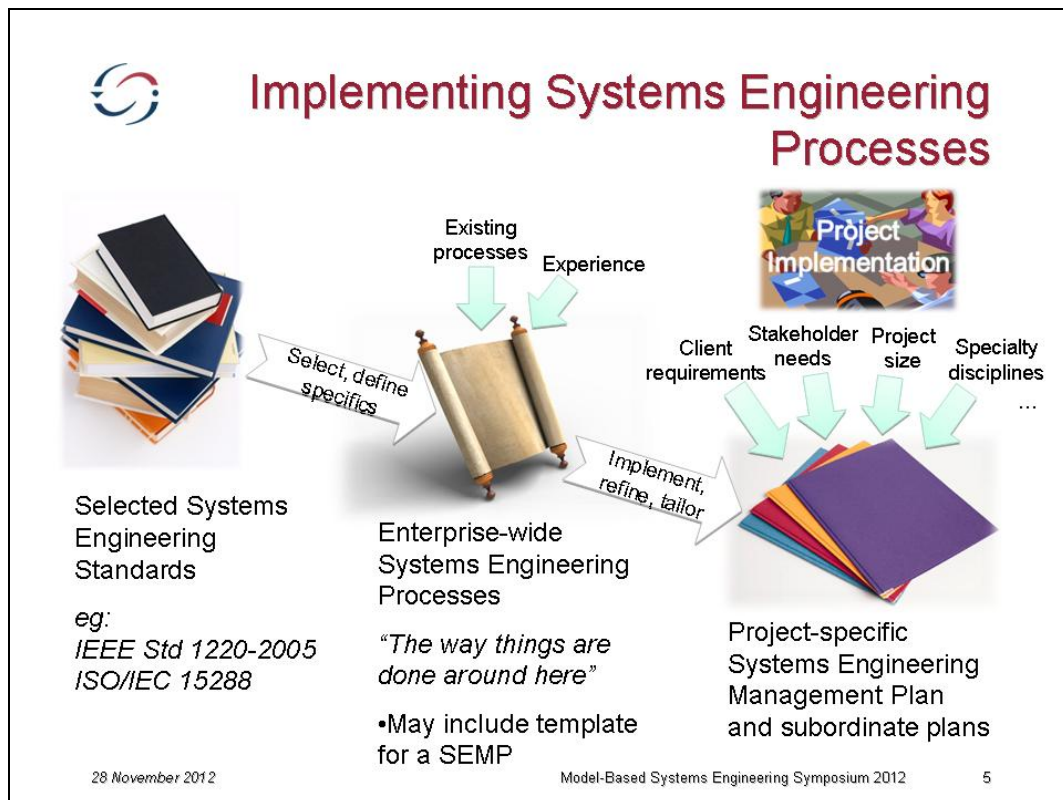 Implementing Systems Engineering
Processes
Existing
processes
Experience
Project
Implementation
Client
requirements
Stakeholder
needs
Project
size
Specialty
disciplines
...
Select, define
specifics
Implement,
refine, tailor
Selected Systems
Engineering
Standards
eg:
IEEE Std 1220-2005
ISO/IEC 15288
Enterprise-wide
Systems Engineering
Processes
“The way things are
done around here”
•May include template
for a SEMP
Project-specific
Systems Engineering
Management Plan
and subordinate plans
28 November 2012
Model-Based Systems Engineering Symposium 2012
5